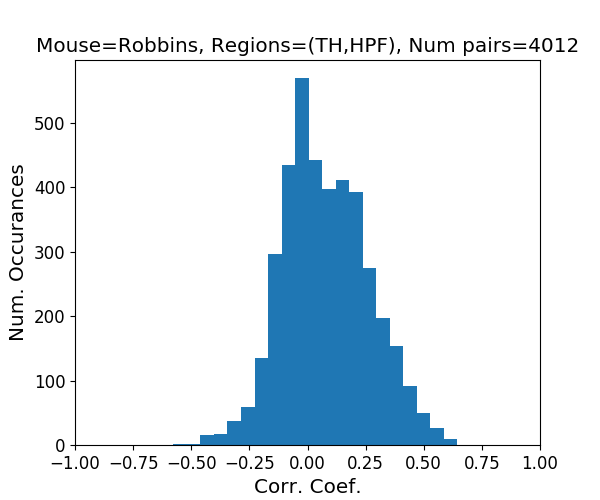 Mouse=Robbins, Regions=(TH,HPF), Num pairs=4012
Num. Occurances
500
400
300
200
100
0
−1.00 −0.75 −0.50 −0.25 0.00 0.25 0.50 0.75 1.00
Corr. Coef.